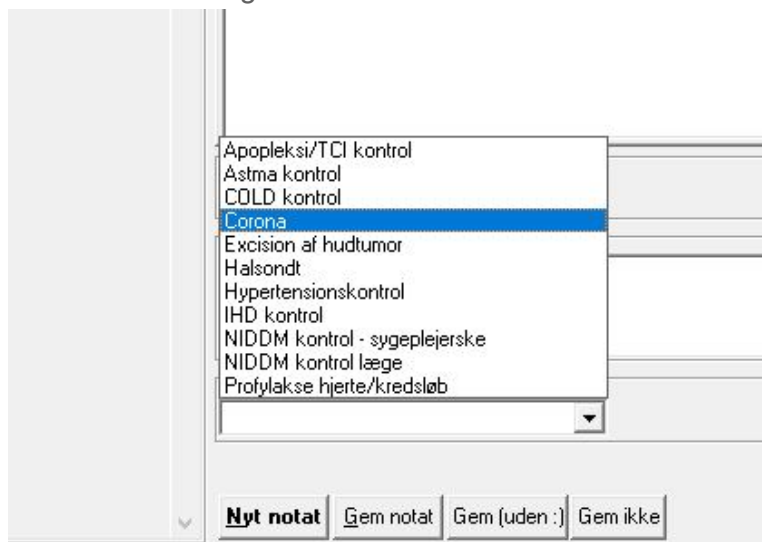 Apopleksi/TCI kontrol
Astma kontrol
COLD kontrol
Corona
Excision af hudtumor
Halsondt
Hypertensionskontrol
IHD kontrol
NIDDM kontrol - sygeplejerske
NIDDM kontrol læge
Profylakse hjerte/kredsløb
Nyt notat Gem notat Gem (uden :) Gem ikke